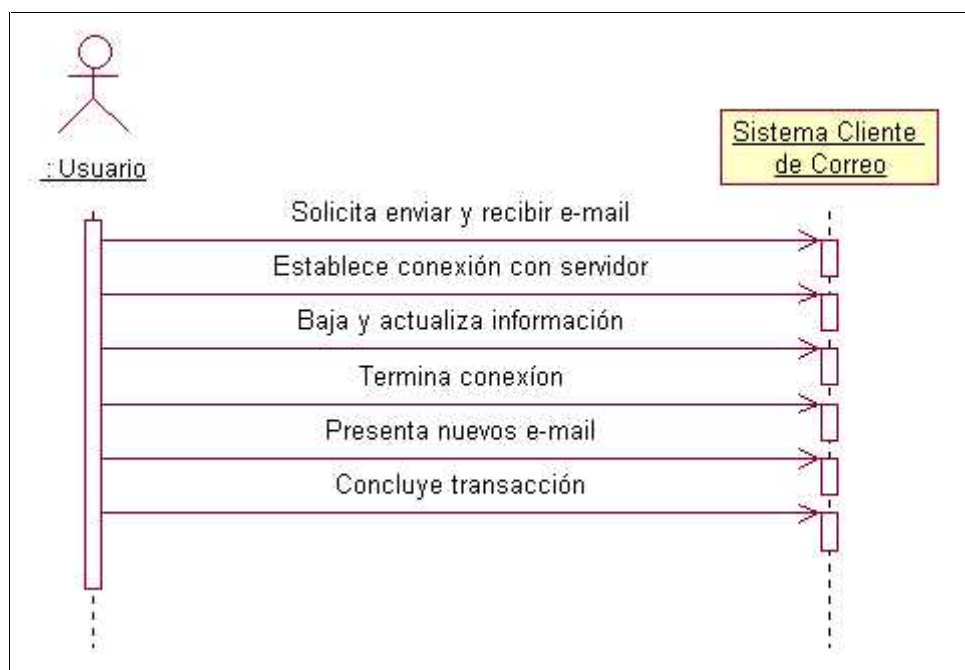 Sistema Cliente
de Correo
: Usuario
Solicita enviar y recibir e-mail
Establece conexión con servidor
Baja y actualiza información
Termina conexíon
Presenta nuevos e-mail
Concluye transacción